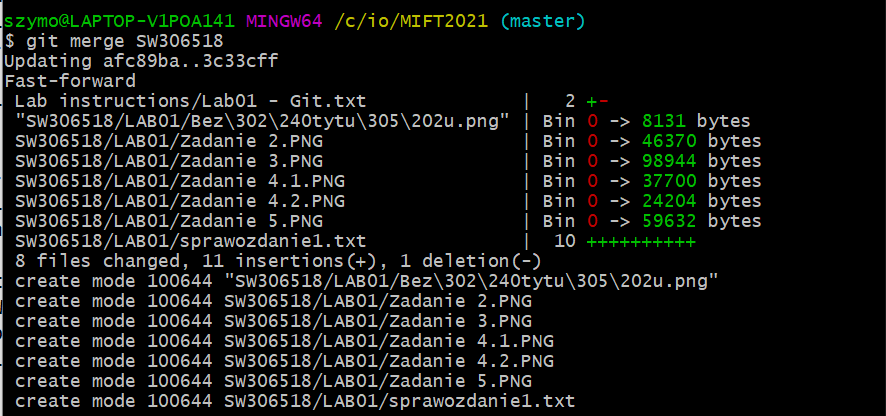 szymo@LAPTOP-V1POA141 MINGW64 /c/io/MIFT2021 (master)
$ git merge SW306518
Updating afc89ba..3c33cff
Fast-forward
 Lab instructions/Lab01 - Git.txt                |   2 +-
 "SW306518/LAB01/Bez\302\240tytu\305\202u.png" | Bin 0 -> 8131 bytes
 SW306518/LAB01/Zadanie 2.PNG                    | Bin 0 -> 46370 bytes
 SW306518/LAB01/Zadanie 3.PNG                    | Bin 0 -> 98944 bytes
 SW306518/LAB01/Zadanie 4.1.PNG                  | Bin 0 -> 37700 bytes
 SW306518/LAB01/Zadanie 4.2.PNG                  | Bin 0 -> 24204 bytes
 SW306518/LAB01/Zadanie 5.PNG                    | Bin 0 -> 59632 bytes
 SW306518/LAB01/sprawozdanie1.txt                |  10 ++++++++++
 8 files changed, 11 insertions(+), 1 deletion(-)
 create mode 100644 "SW306518/LAB01/Bez\302\240tytu\305\202u.png"
 create mode 100644 SW306518/LAB01/Zadanie 2.PNG
 create mode 100644 SW306518/LAB01/Zadanie 3.PNG
 create mode 100644 SW306518/LAB01/Zadanie 4.1.PNG
 create mode 100644 SW306518/LAB01/Zadanie 4.2.PNG
 create mode 100644 SW306518/LAB01/Zadanie 5.PNG
 create mode 100644 SW306518/LAB01/sprawozdanie1.txt